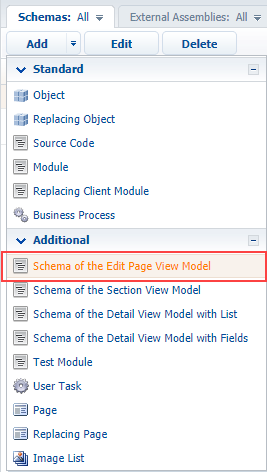 Schemas: All External Assemblies: All
Add Edit Delete
Standard
Object
Replacing Object
Source Code
Module
Replacing Client Module
Business Process
Additional
Schema of the Edit Page View Model
Schema of the Section View Model
Schema of the Detail View Model with List
Schema of the Detail View Model with Fields
Test Module
User Task
Page
Replacing Page
Image List